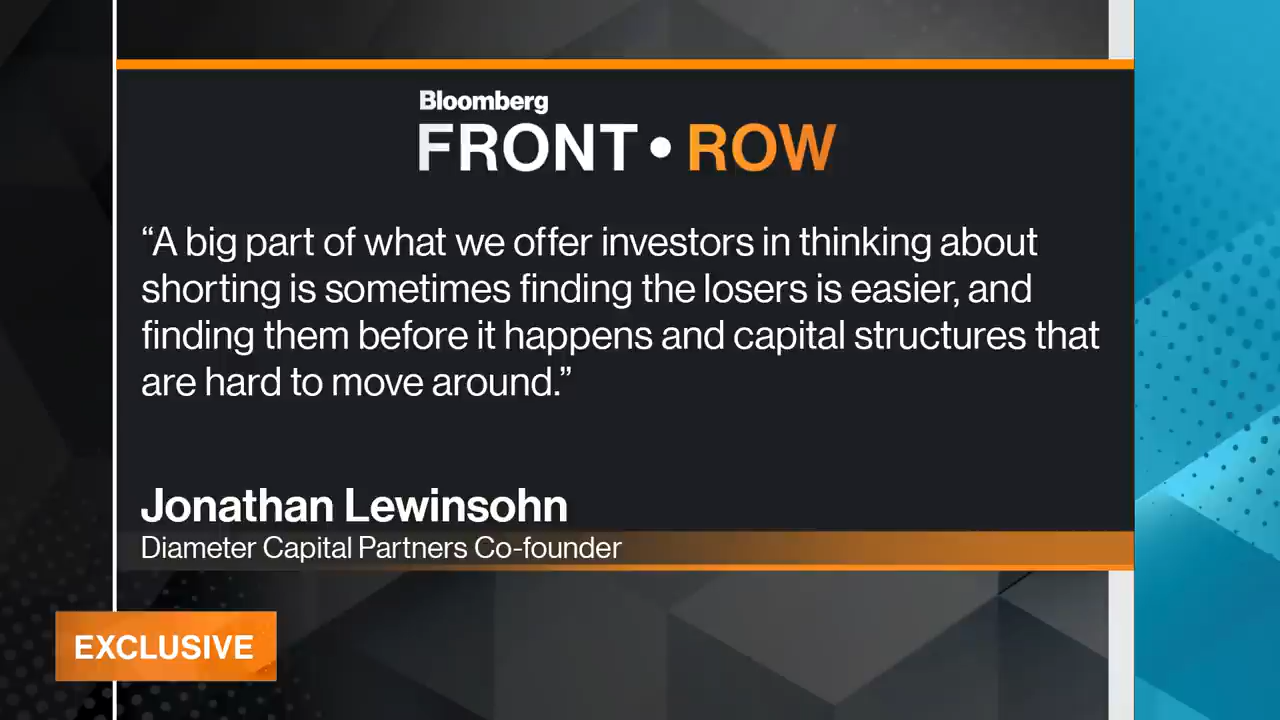 Bloomberg
FRONT • ROW
“A big part of what we offer investors in thinking about
shorting is sometimes finding the losers is easier, and
finding them before it happens and capital structures that
are hard to move around.”
Jonathan Lewinsohn
Diameter Capital Partners Co-founder
EXCLUSIVE